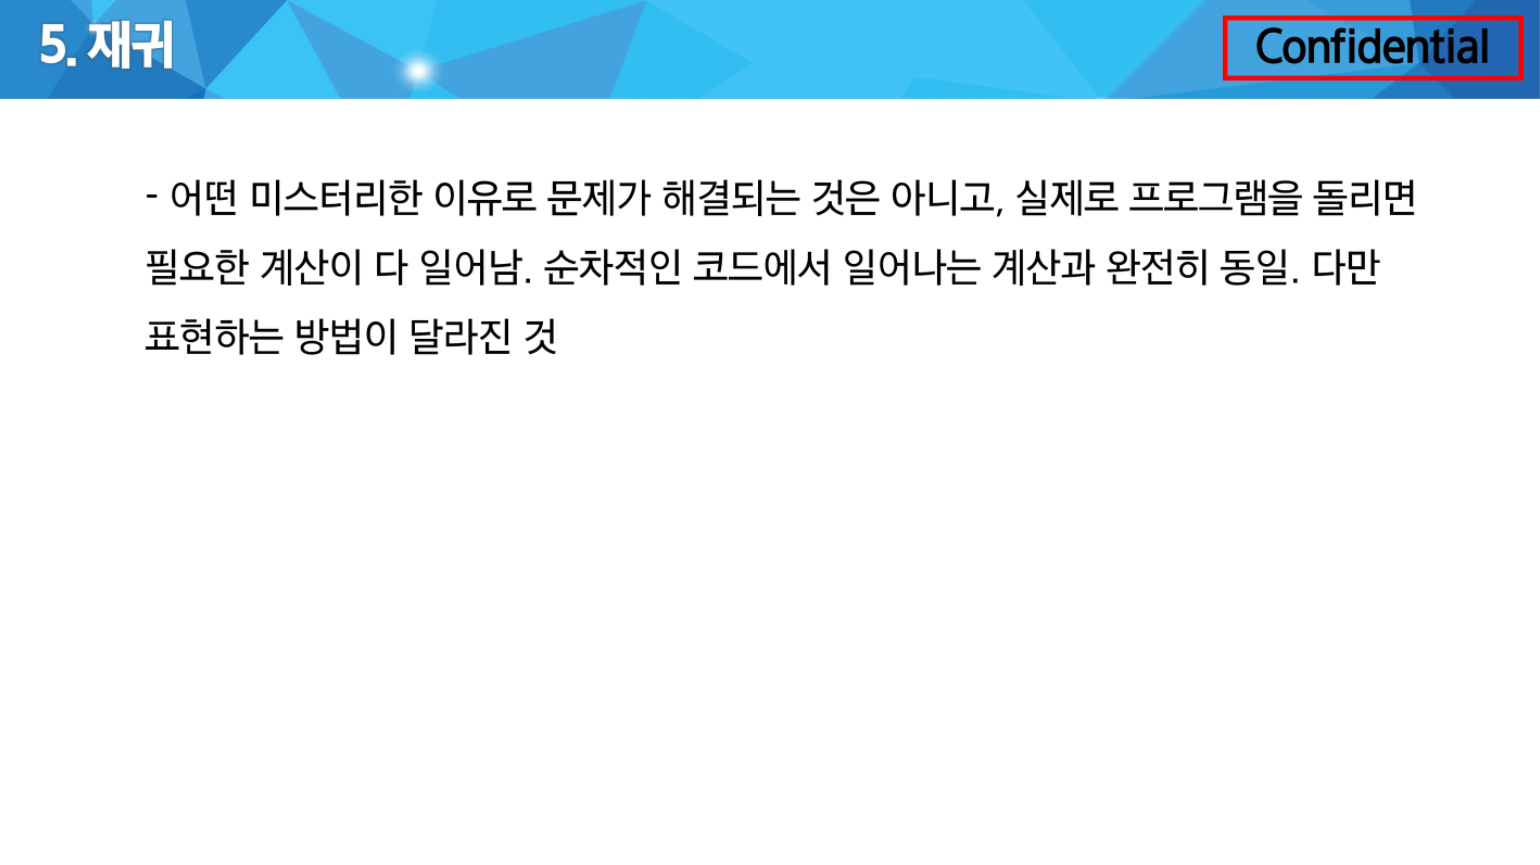 5. 재귀
Confidential
- 어떤 미스터리한 이유로 문제가 해결되는 것은 아니고, 실제로 프로그램을 돌리면
필요한 계산이 다 일어남. 순차적인 코드에서 일어나는 계산과 완전히 동일. 다만
표현하는 방법이 달라진 것